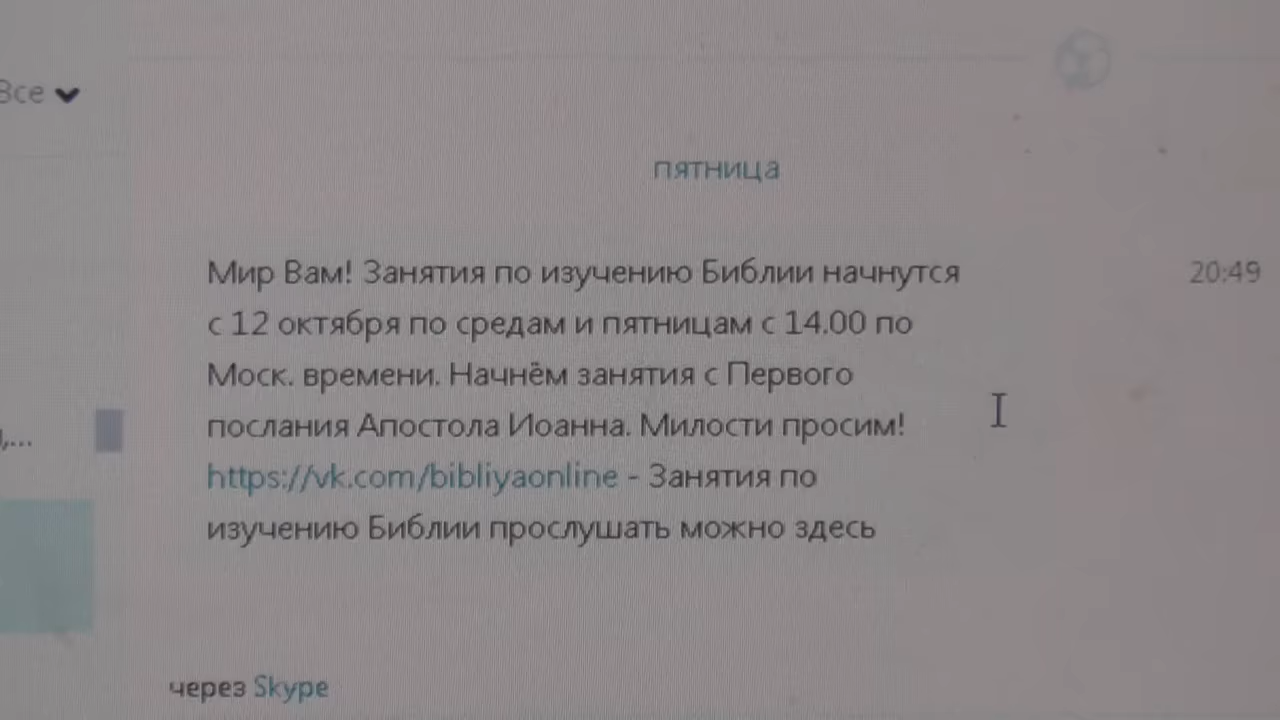 Все
пятница
Мир Вам! Занятия по изучению Библии начнутся
20:49
с 12 октября по средам и пятницам с 14.00 по
Моск. времени. Начнём занятия с Первого
послания Апостола Иоанна. Милости просим!
https://vk.com/bibliyaonline - Занятия по
изучению Библии прослушать можно здесь
через Skype